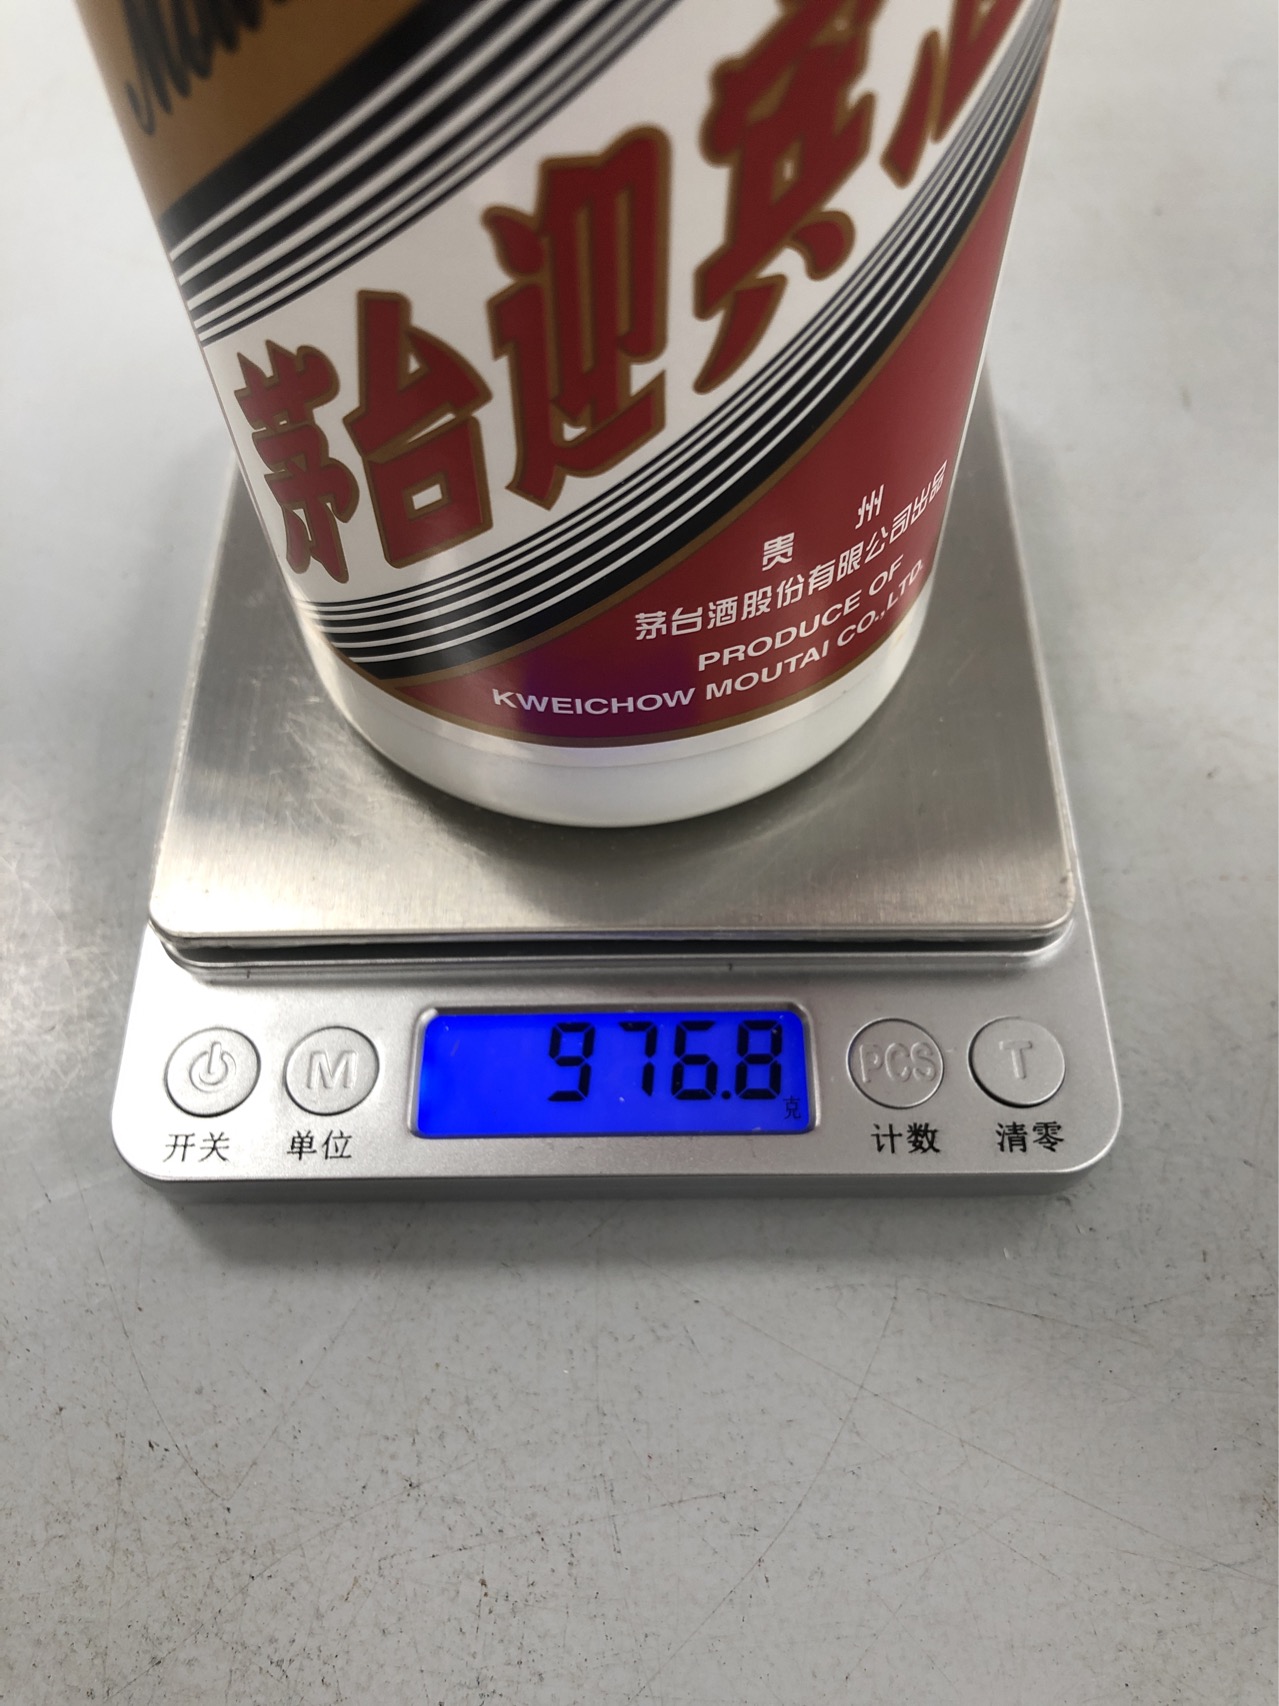 茅台迎宾
贵州
茅台酒股份有限公司出品
PRODUCE OF
KWEICHOW MOUTAI CO.,LTD.
976.8
克
M
PCS
T
开关
单位
计数
清零